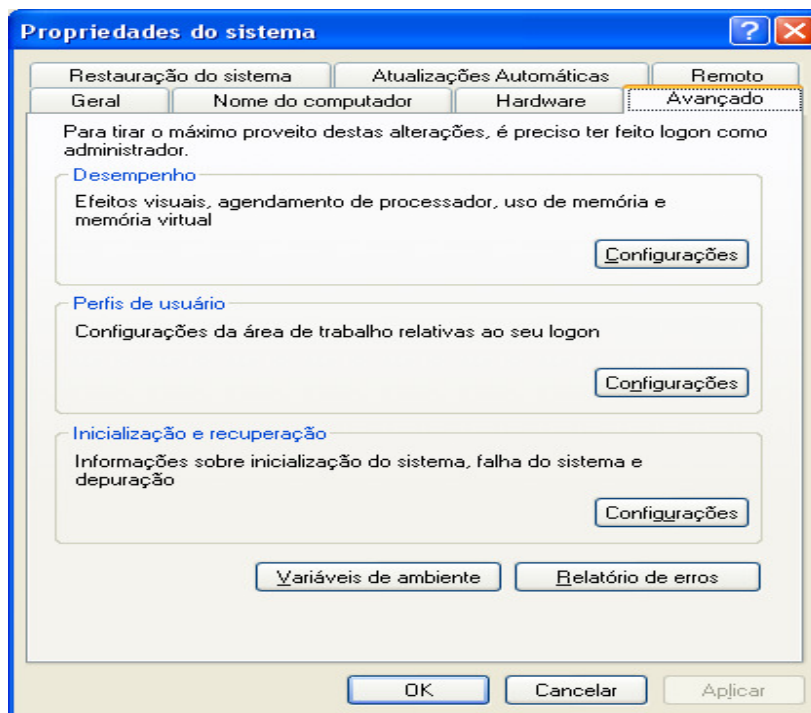 Propriedades do sistema
Restauração do sistema
Atualizações Automáticas
Remoto
Geral
Nome do computador
Hardware
Avançado
Para tirar o máximo proveito destas alterações, é preciso ter feito logon como
administrador.
Desempenho
Efeitos visuais, agendamento de processador, uso de memória e
memória virtual
Configurações
Perfis de usuário
Configurações da área de trabalho relativas ao seu logon
Configurações
Inicialização e recuperação
Informações sobre inicialização do sistema, falha do sistema e
depuração
Configurações
Variáveis de ambiente
Relatório de erros
OK
Cancelar
Aplicar